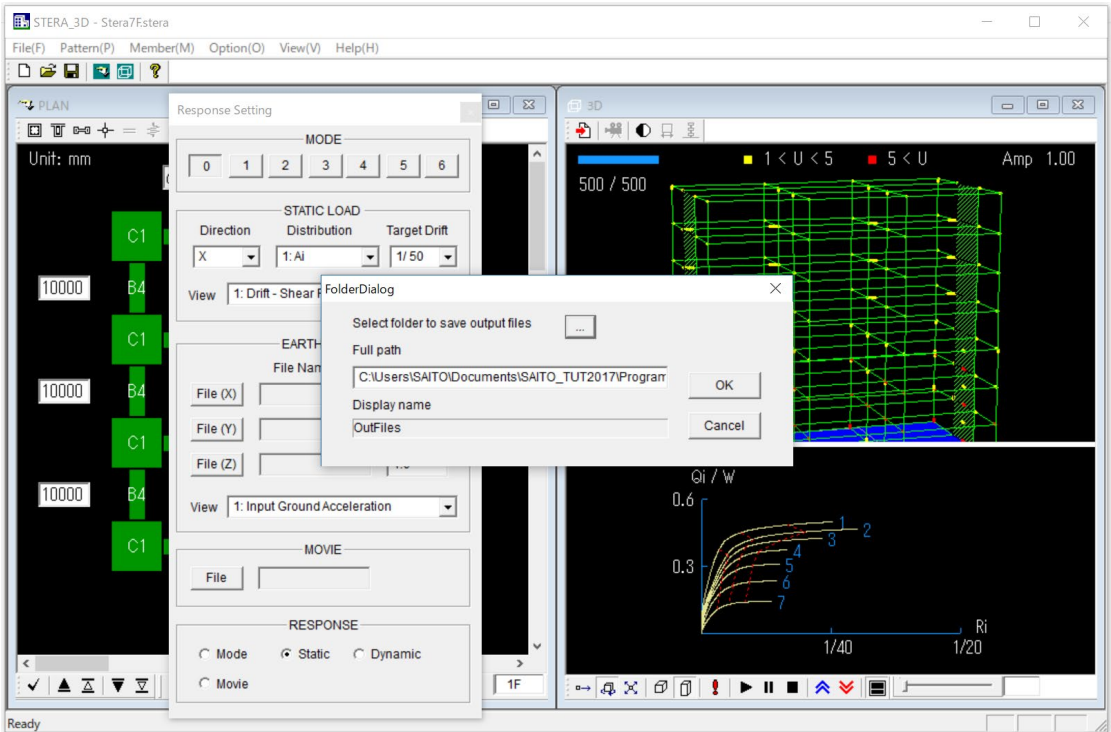 STERA_3D - Stera7F.stera
File(F) Pattern(P) Member(M) Option(O) View(V) Help(H)
PLAN
Unit: mm
C1
10000 B4
C1
10000 B4
C1
10000 B4
C1
1F
Response Setting
MODE
0 1 2 3 4 5 6
STATIC LOAD
Direction Distribution Target Drift
X 1: Ai 1/ 50
View 1: Drift - Shear
EARTH
File Nam
File (X)
File (Y)
File (Z)
View 1: Input Ground Acceleration
MOVIE
File
RESPONSE
Mode Static Dynamic
Movie
FolderDialog
Select folder to save output files ...
Full path
C:\Users\SAITO\Documents\SAITO_TUT2017\Program
OK
Display name
OutFiles
Cancel
3D
1 < U < 5 5 < U Amp 1.00
500 / 500
Qi / W
0.6
0.3
1
2
3
4
5
6
7
Ri
1/40 1/20
Ready